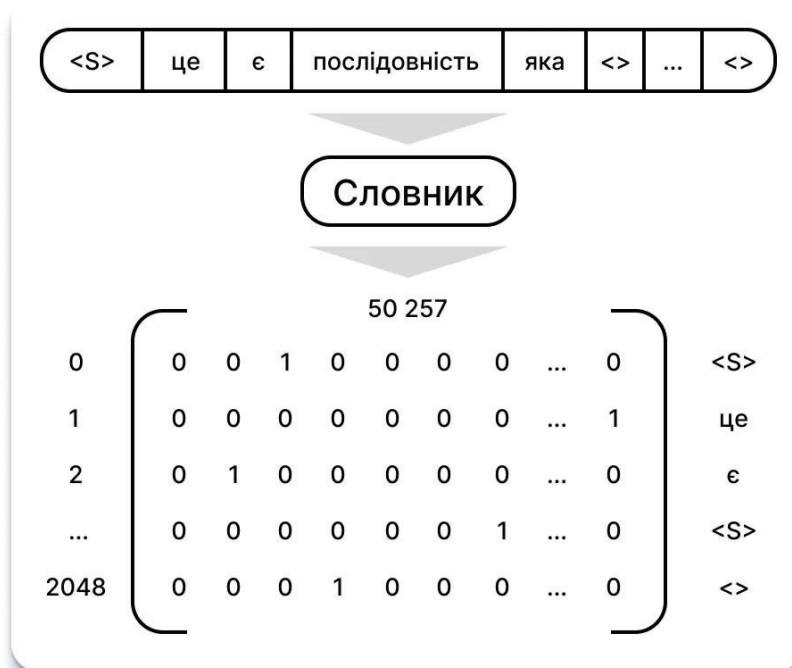 <S> це є послідовність яка <> ... <>
Словник
50 257
0 0 0 1 0 0 0 0 ... 0 <S>
1 0 0 0 0 0 0 0 ... 1 це
2 0 1 0 0 0 0 0 ... 0 є
... 0 0 0 0 0 0 1 ... 0 <S>
2048 0 0 0 1 0 0 0 ... 0 <>